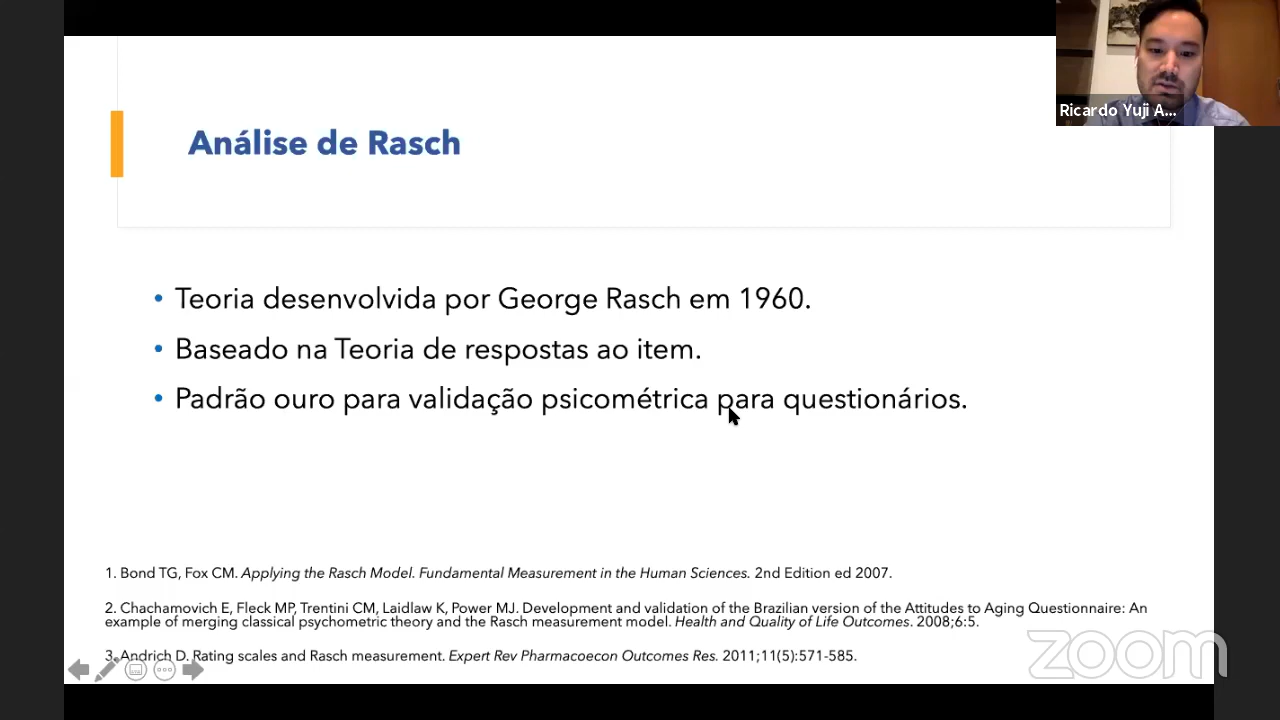 Ricardo Yuji A...
Análise de Rasch
• Teoria desenvolvida por George Rasch em 1960.
• Baseado na Teoria de respostas ao item.
• Padrão ouro para validação psicométrica para questionários.
1. Bond TG, Fox CM. Applying the Rasch Model. Fundamental Measurement in the Human Sciences. 2nd Edition ed 2007.
2. Chachamovich E, Fleck MP, Trentini CM, Laidlaw K, Power MJ. Development and validation of the Brazilian version of the Attitudes to Aging Questionnaire: An
example of merging classical psychometric theory and the Rasch measurement model. Health and Quality of Life Outcomes. 2008;6:5.
3. Andrich D. Rating scales and Rasch measurement. Expert Rev Pharmacoecon Outcomes Res. 2011;11(5):571-585.
zoom